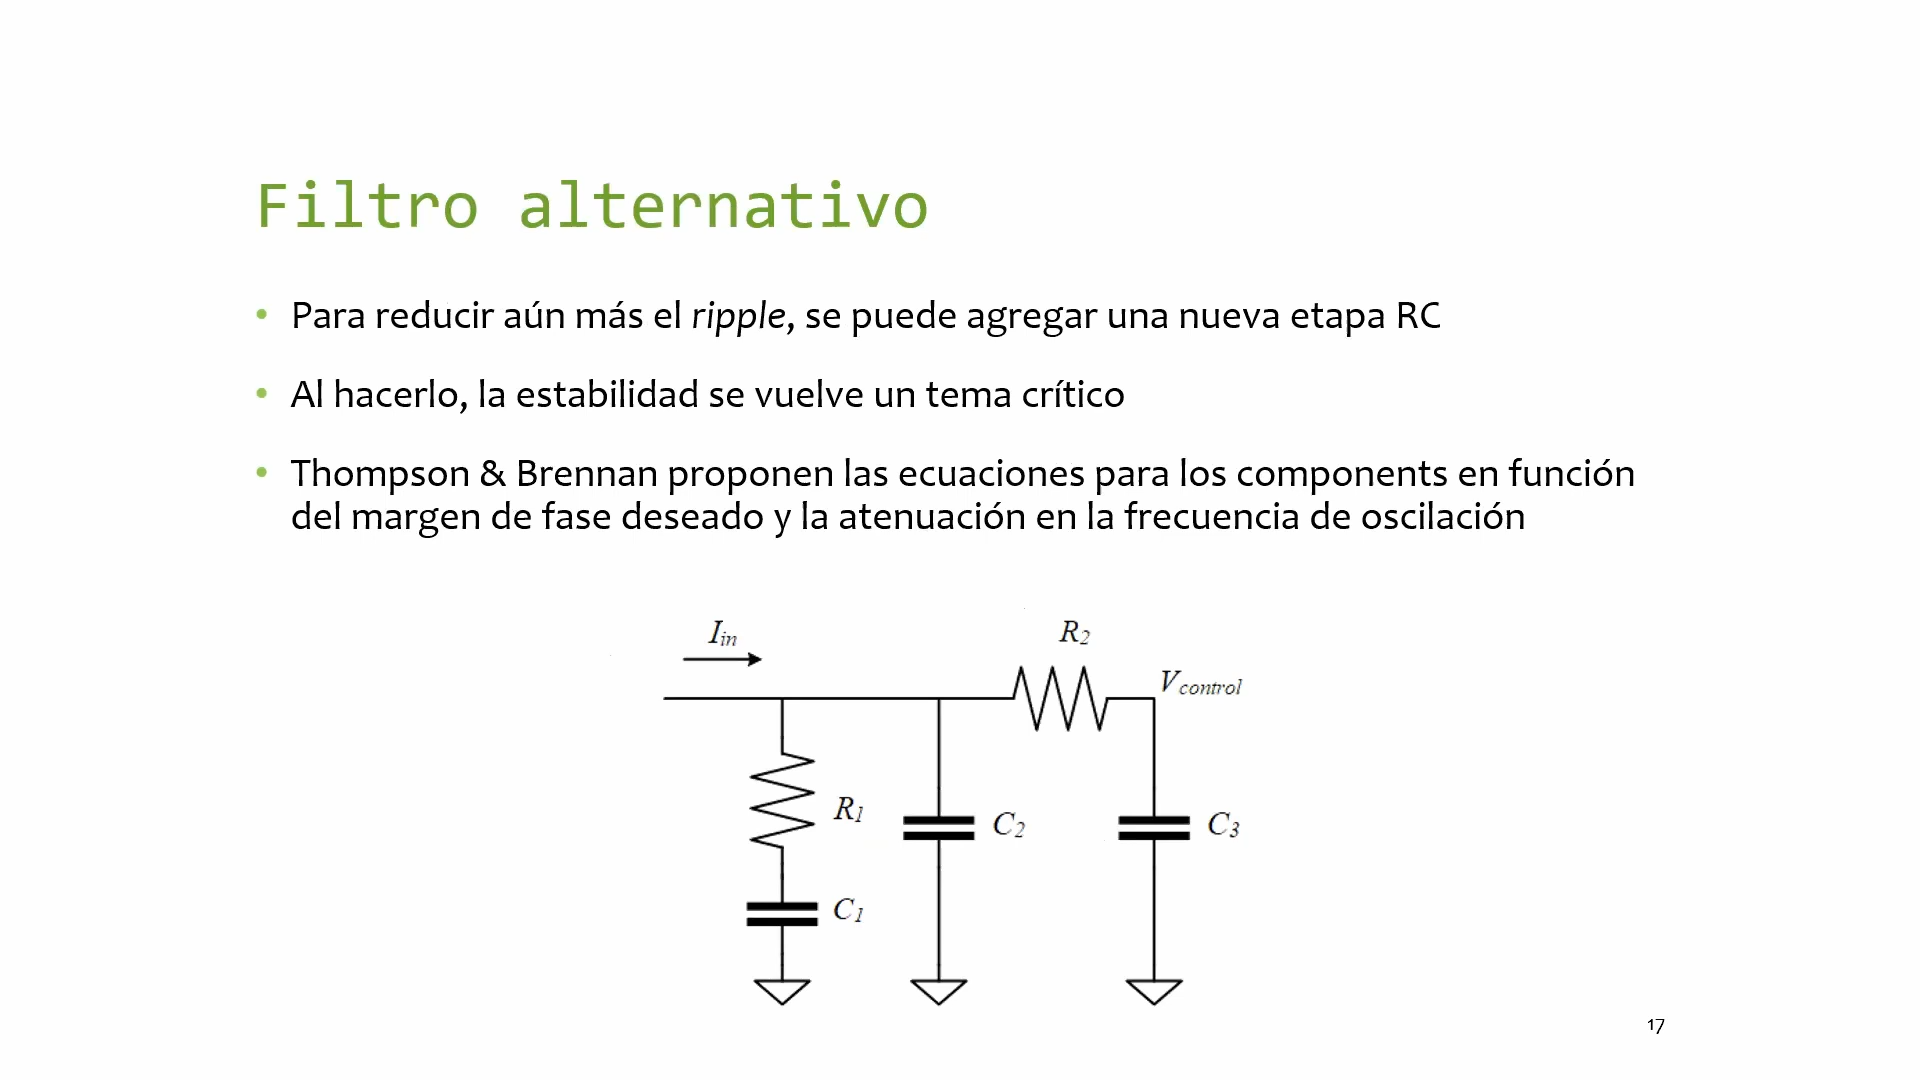 Filtro alternativo
• Para reducir aún más el ripple, se puede agregar una nueva etapa RC
• Al hacerlo, la estabilidad se vuelve un tema crítico
• Thompson & Brennan proponen las ecuaciones para los components en función
del margen de fase deseado y la atenuación en la frecuencia de oscilación
Iin
R2
Vcontrol
R1
C2
C3
C1
17